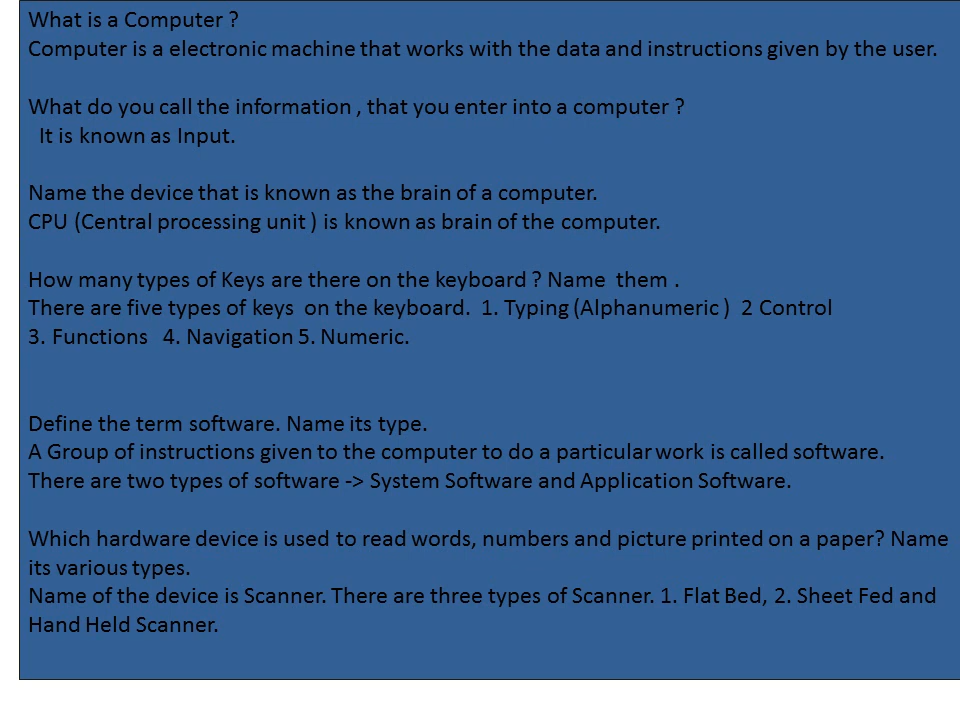 What is a Computer ?
Computer is a electronic machine that works with the data and instructions given by the user.
What do you call the information , that you enter into a computer ?
It is known as Input.
Name the device that is known as the brain of a computer.
CPU (Central processing unit ) is known as brain of the computer.
How many types of Keys are there on the keyboard ? Name  them .
There are five types of keys  on the keyboard.  1. Typing (Alphanumeric )  2 Control
3. Functions   4. Navigation 5. Numeric.
Define the term software. Name its type.
A Group of instructions given to the computer to do a particular work is called software.
There are two types of software -> System Software and Application Software.
Which hardware device is used to read words, numbers and picture printed on a paper? Name
its various types.
Name of the device is Scanner. There are three types of Scanner. 1. Flat Bed, 2. Sheet Fed and
Hand Held Scanner.